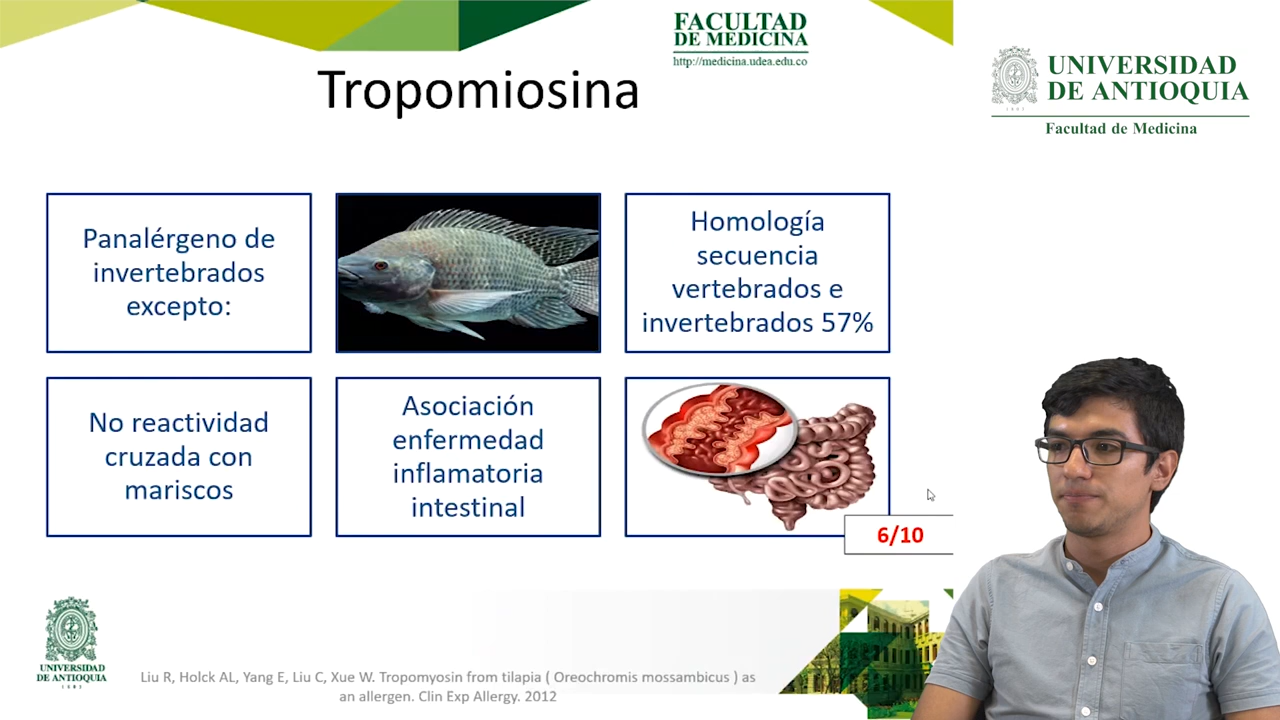 FACULTAD
DE MEDICINA
http://medicina.udea.edu.co
UNIVERSIDAD
DE ANTIOQUIA
Facultad de Medicina
Tropomiosina
Panalérgeno de
invertebrados
excepto:
Homología
secuencia
vertebrados e
invertebrados 57%
No reactividad
cruzada con
mariscos
Asociación
enfermedad
inflamatoria
intestinal
6/10
UNIVERSIDAD
DE ANTIOQUIA
1803
Liu R, Holck AL, Yang E, Liu C, Xue W. Tropomyosin from tilapia ( Oreochromis mossambicus ) as
an allergen. Clin Exp Allergy. 2012